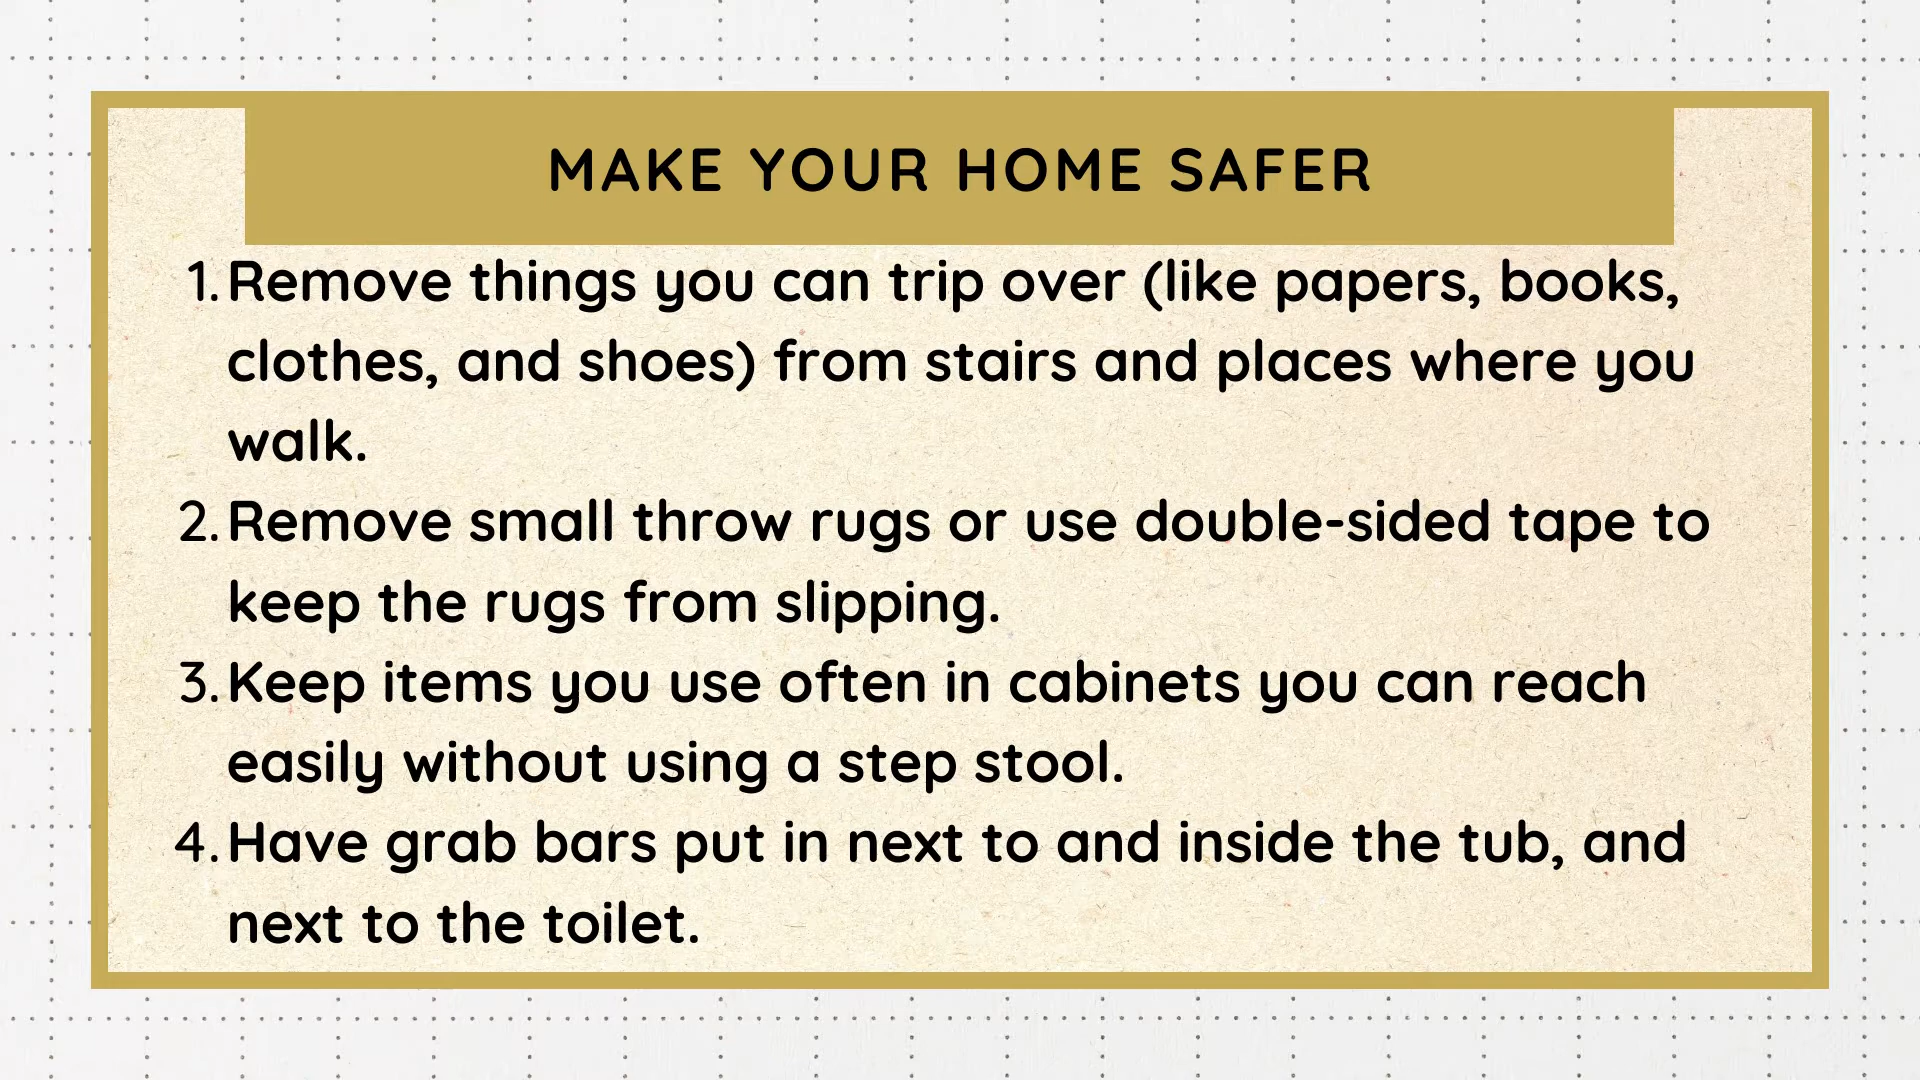 MAKE YOUR HOME SAFER
1. Remove things you can trip over (like papers, books,
clothes, and shoes) from stairs and places where you
walk.
2. Remove small throw rugs or use double-sided tape to
keep the rugs from slipping.
3. Keep items you use often in cabinets you can reach
easily without using a step stool.
4. Have grab bars put in next to and inside the tub, and
next to the toilet.